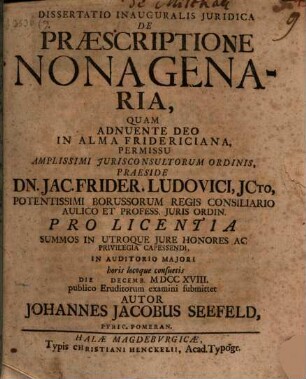 DISSERTATIO INAUGURALIS JURIDICA
DE
PRÆSCRIPTIONE
NONAGENA-
RIA,
QUAM
ADNUENTE DEO
IN ALMA FRIDERICIANA,
PERMISSU
AMPLISSIMI JURISCONSULTORUM ORDINIS,
PRAESIDE
DN. JAC. FRIDER. LUDOVICI, JCTO,
POTENTISSIMI BORUSSORUM REGIS CONSILIARIO
AULICO ET PROFESS. JURIS ORDIN.
PRO LICENTIA
SUMMOS IN UTROQUE JURE HONORES AC
PRIVILEGIA CAPESSENDI,
IN AUDITORIO MAJORI
horis locoque consuetis
DIE DECEMB. MDCCXVIII.
publico Eruditorum examini submittet
AUTOR
JOHANNES JACOBUS SEEFELD,
PYRIC. POMERAN.
HALÆ MAGDEBURGICÆ,
Typis CHRISTIANI HENCKELII, Acad. Typogr.